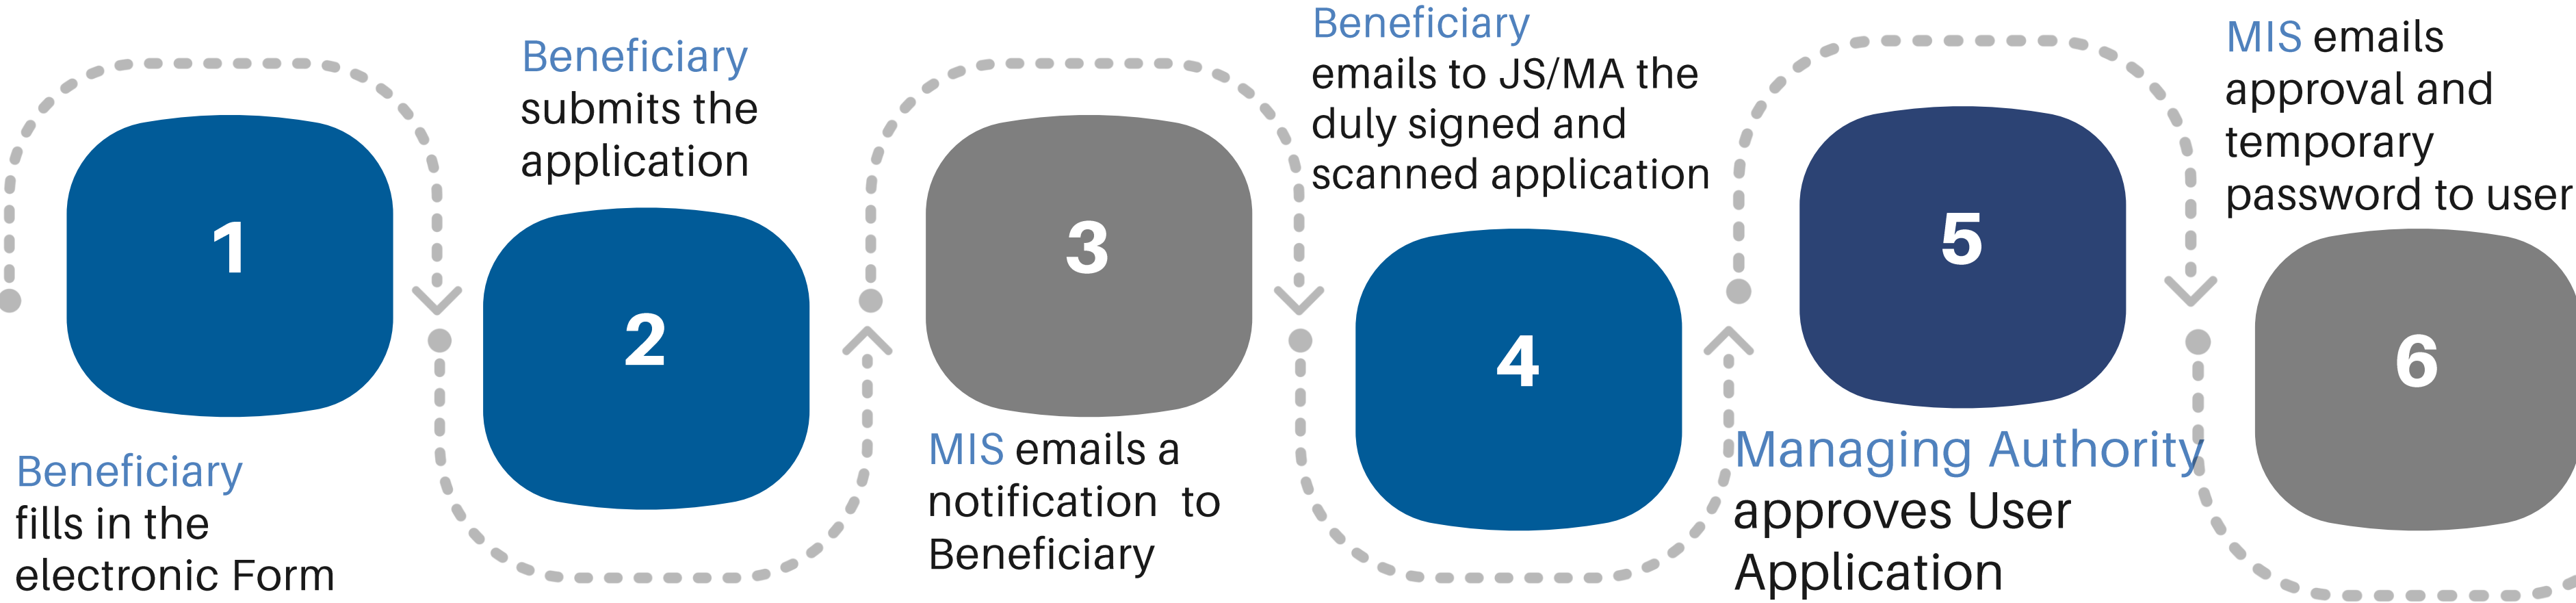 1
Beneficiary
fills in the
electronic Form
Beneficiary
submits the
application
2
3
MIS emails a
notification to
Beneficiary
Beneficiary
emails to JS/MA the
duly signed and
scanned application
4
5
Managing Authority
approves User
Application
MIS emails
approval and
temporary
password to user
6